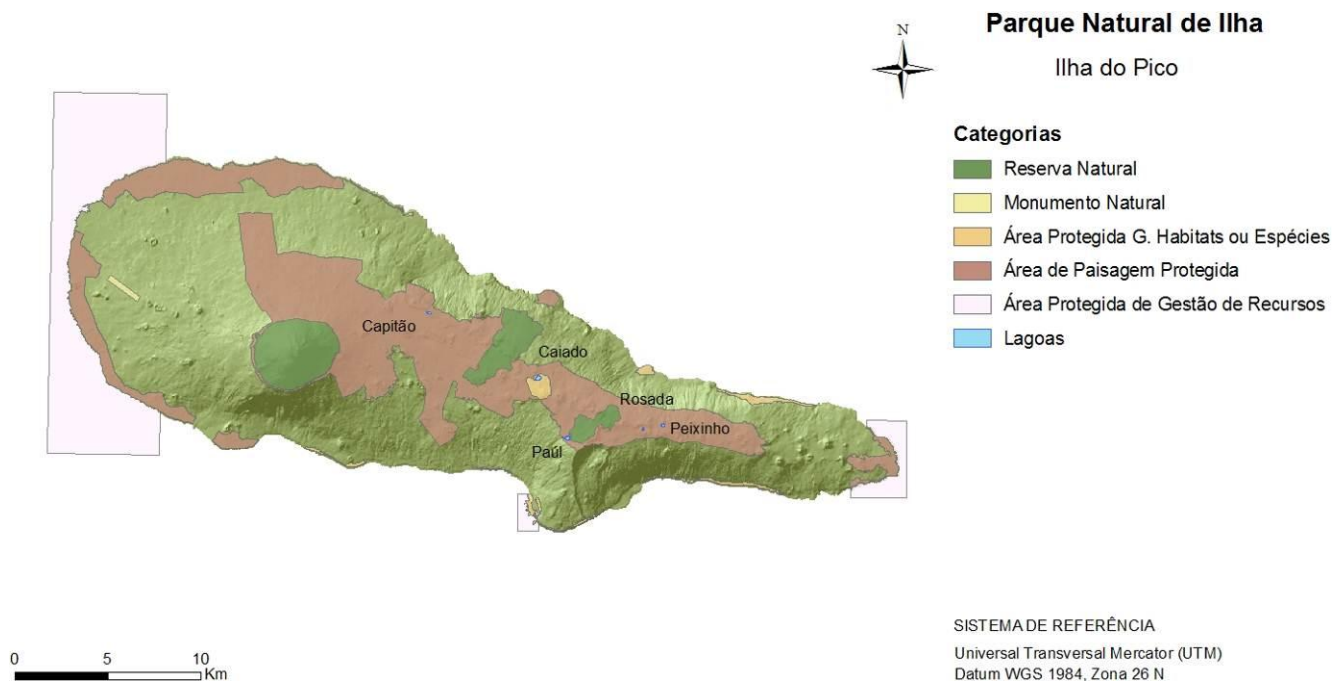 Parque Natural de Ilha
Ilha do Pico
N
Categorias
Reserva Natural
Monumento Natural
Área Protegida G. Habitats ou Espécies
Área de Paisagem Protegida
Área Protegida de Gestão de Recursos
Lagoas
Capitão
Caiado
Rosada
Peixinho
Paúl
0 5 10
Km
SISTEMA DE REFERÊNCIA
Universal Transversal Mercator (UTM)
Datum WGS 1984, Zona 26 N